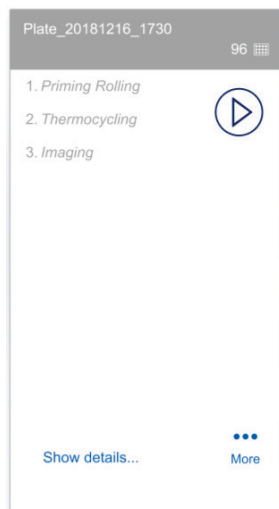 Plate_20181216_1730
96
1. Priming Rolling
2. Thermocycling
3. Imaging
Show details...
More